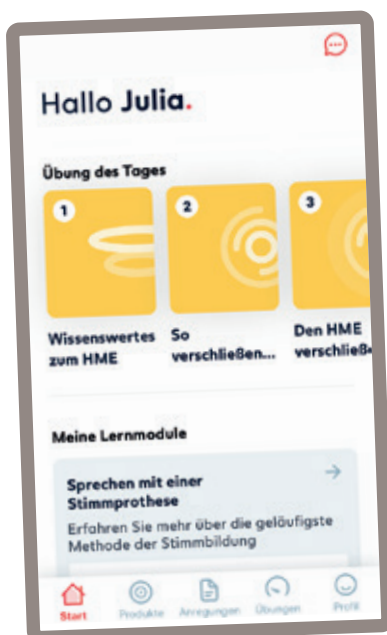 Hallo Julia.
Übung des Tages
1
2
3
Wissenswertes
zum HME
So
verschließen...
Den HME
verschließ
Meine Lernmodule
Sprechen mit einer
Stimmprothese
Erfahren Sie mehr über die geläufigste
Methode der Stimmbildung
Start
Produkte
Anregungen
Übungen
Profil